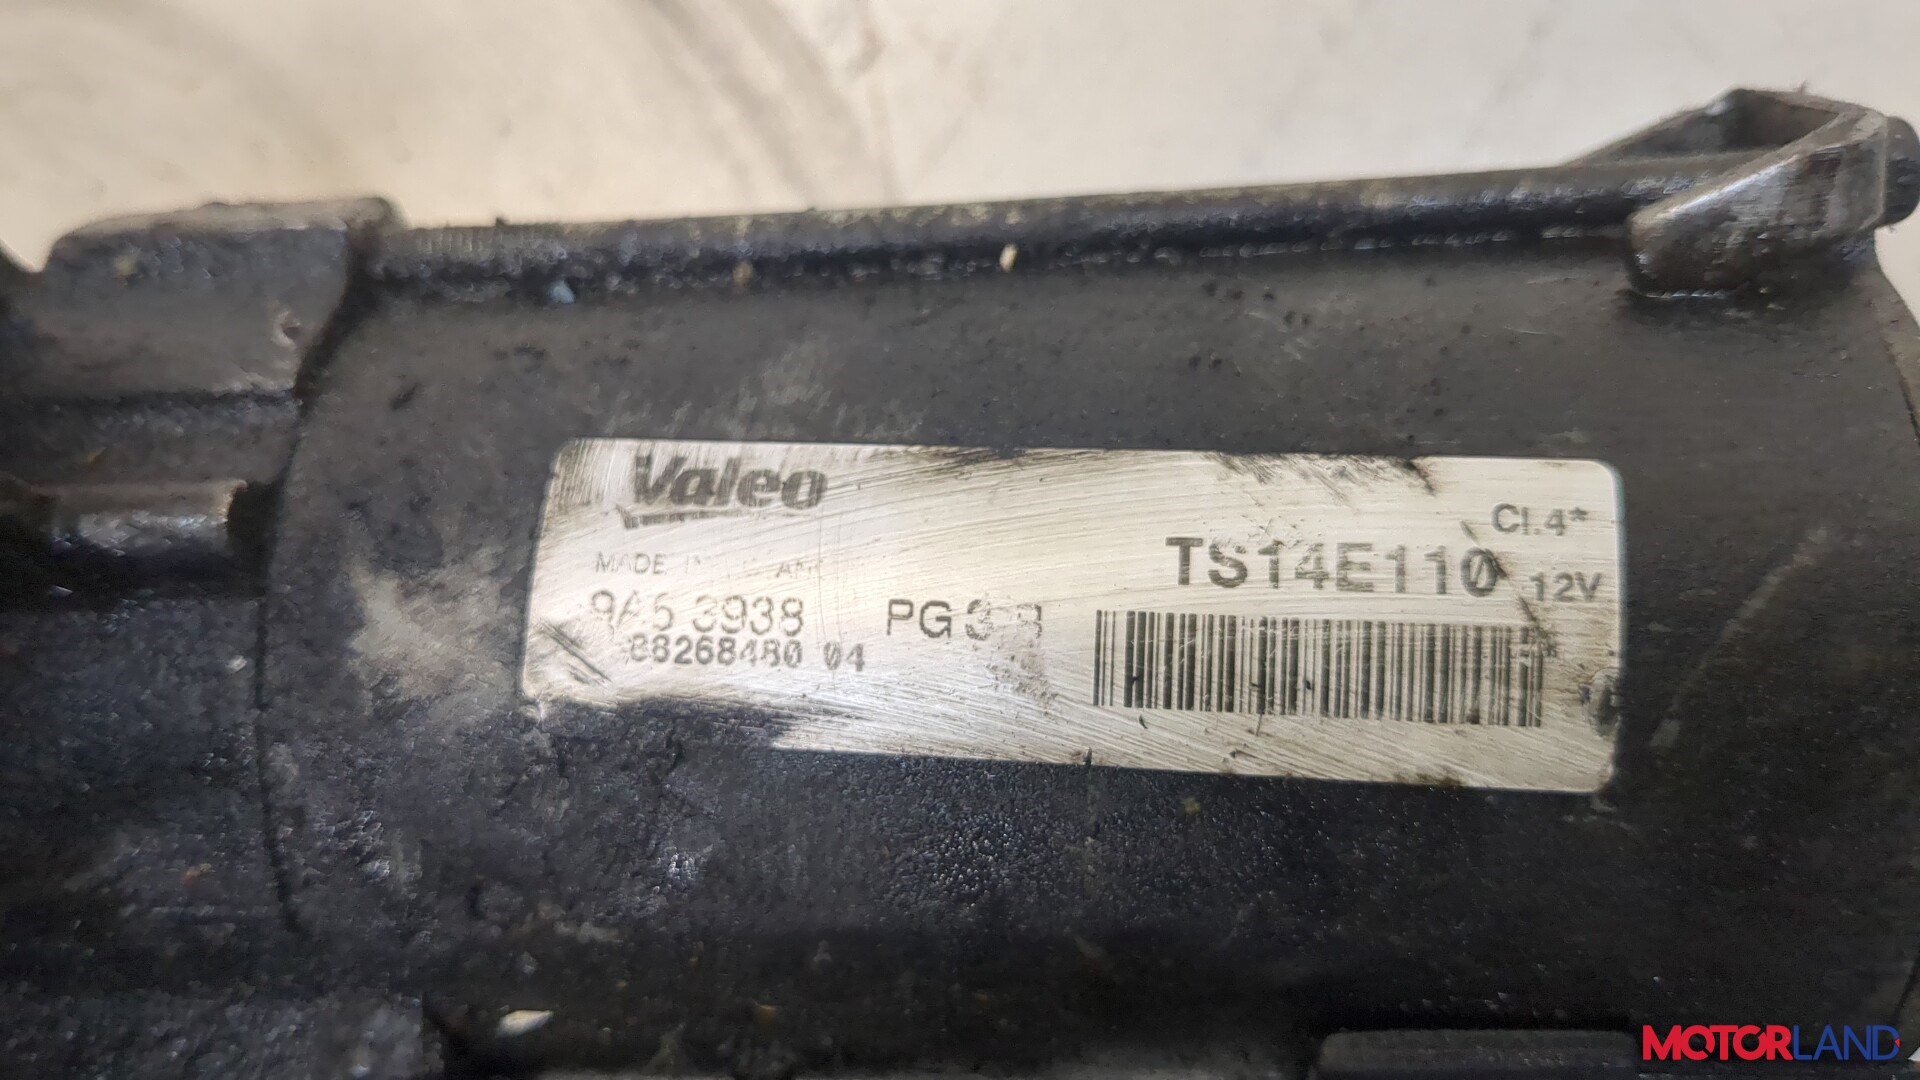 Valeo
Cl.4*
TS14E110 12V
MADE
3938
PG
68268480 04
MOTORLAND